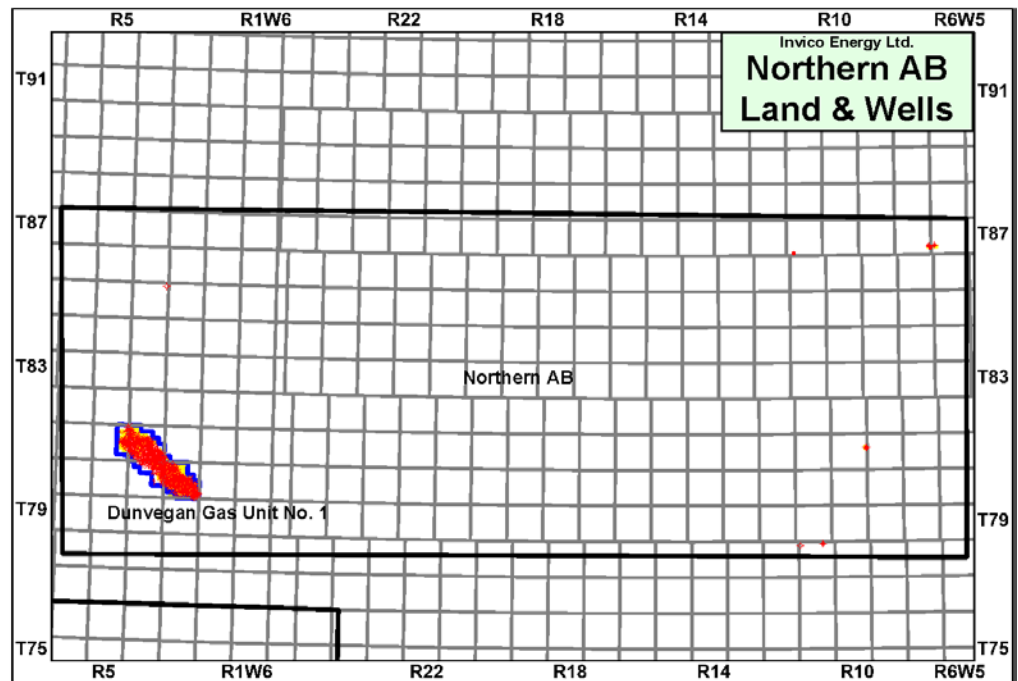 R5 R1W6 R22 R18 R14 R10 R6W5
Invico Energy Ltd.
Northern AB
Land & Wells
T91 T91
T87 T87
T83 T83
Northern AB
T79 T79
Dunvegan Gas Unit No. 1
T75 T75
R5 R1W6 R22 R18 R14 R10 R6W5